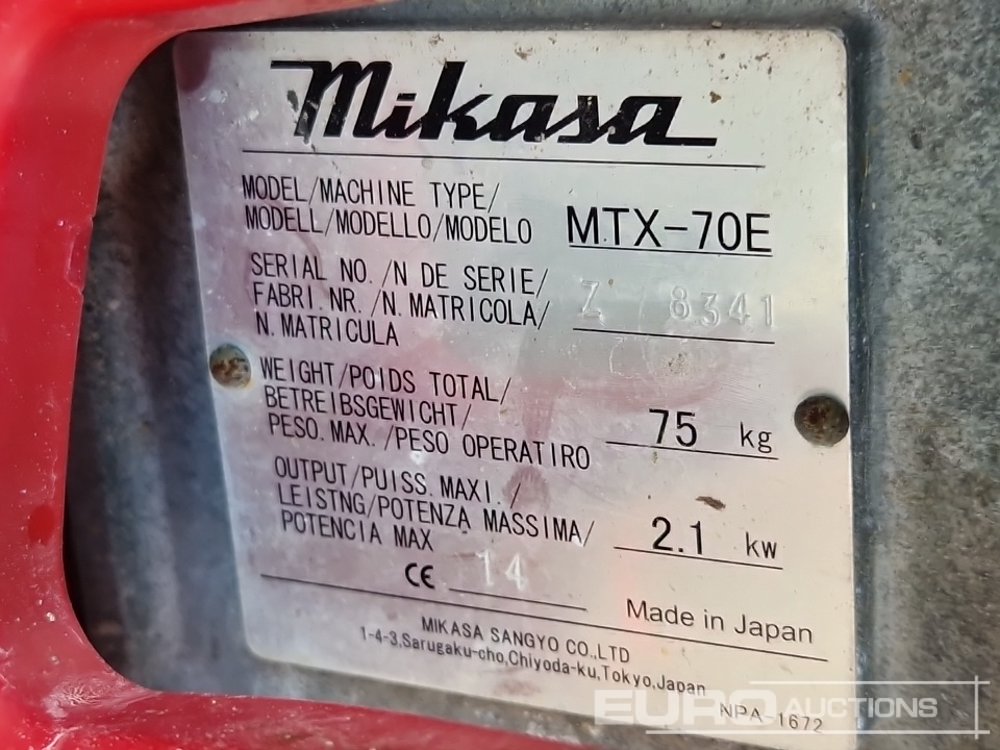 Mikasa
MODEL/MACHINE TYPE/
MODELL/MODELLO/MODELO MTX-70E
SERIAL NO./N DE SERIE/
FABRI.NR./N.MATRICOLA/ Z 8341
N.MATRICULA
WEIGHT/POIDS TOTAL/
BETREIBSGEWICHT/ 75 kg
PESO.MAX./PESO OPERATIRO
OUTPUT/PUISS.MAXI./
LEISTNG/POTENZA MASSIMA/ 2.1 kw
POTENCIA MAX
CE 14
Made in Japan
MIKASA SANGYO CO.,LTD
1-4-3,Sarugaku-cho,Chiyoda-ku,Tokyo,Japan
NPA-1672
EURO AUCTIONS